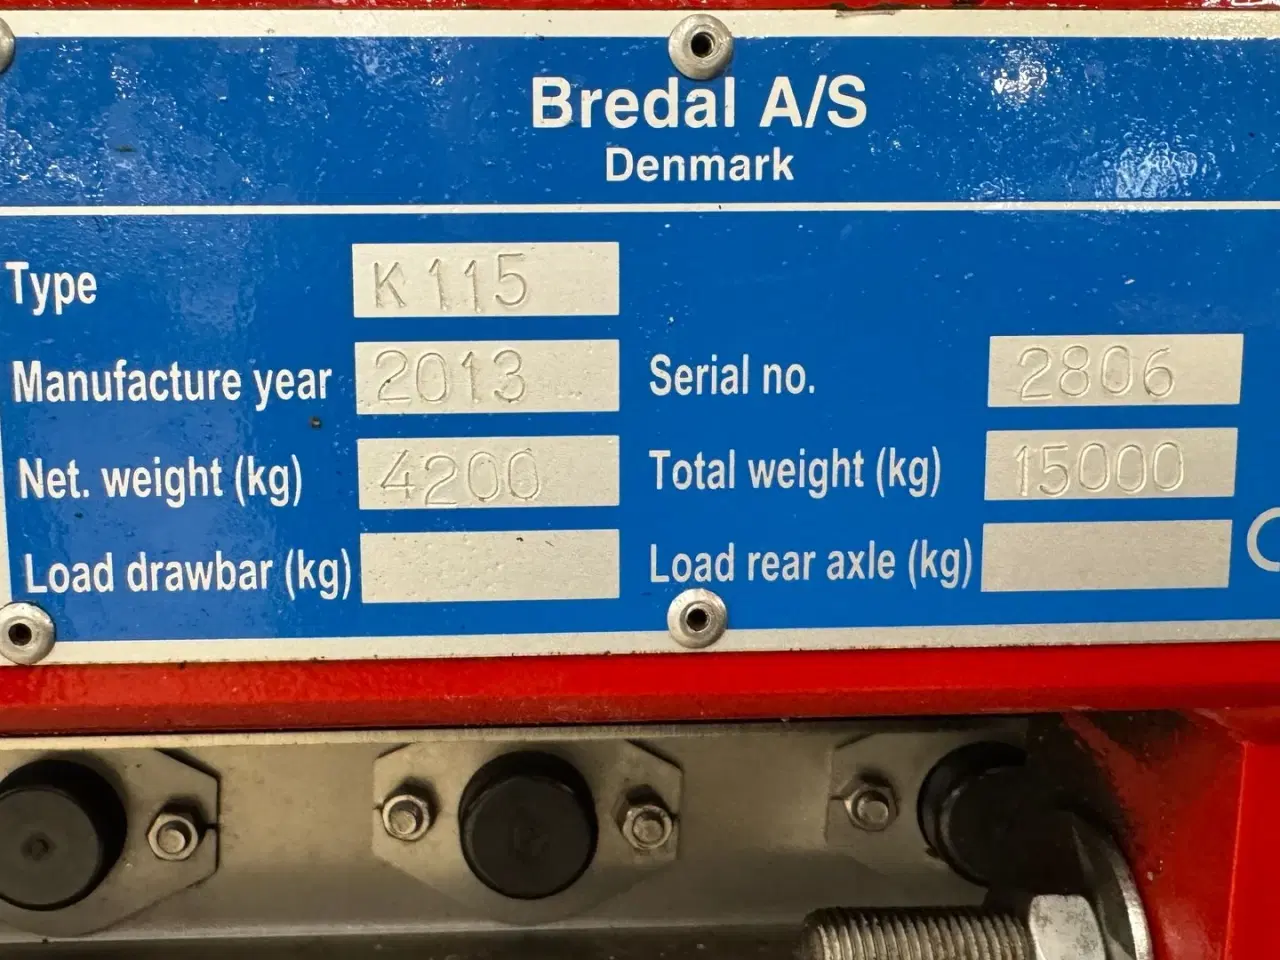 Bredal A/S
Denmark
Type K 115
Manufacture year 2013 Serial no. 2806
Net. weight (kg) 4200 Total weight (kg) 15000
Load drawbar (kg) Load rear axle (kg)